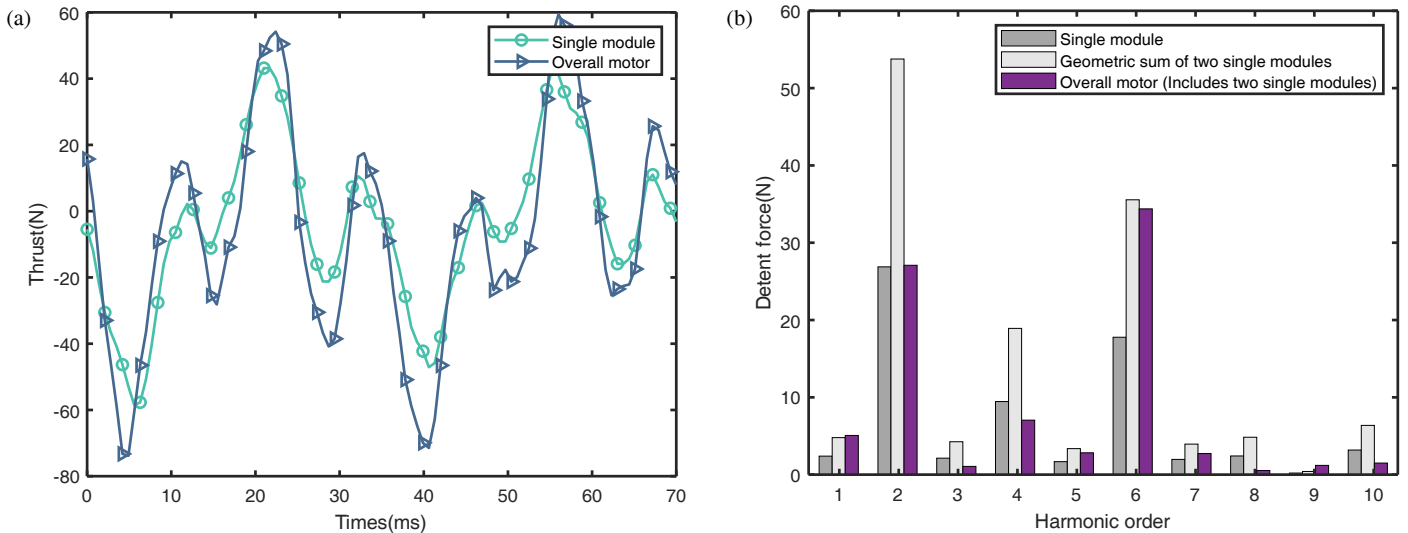 (a)
Single module
Overall motor
Thrust(N)
60
40
20
0
-20
-40
-60
-80
0 10 20 30 40 50 60 70
Times(ms)
(b)
Single module
Geometric sum of two single modules
Overall motor (Includes two single modules)
Detent force(N)
60
50
40
30
20
10
0
1 2 3 4 5 6 7 8 9 10
Harmonic order